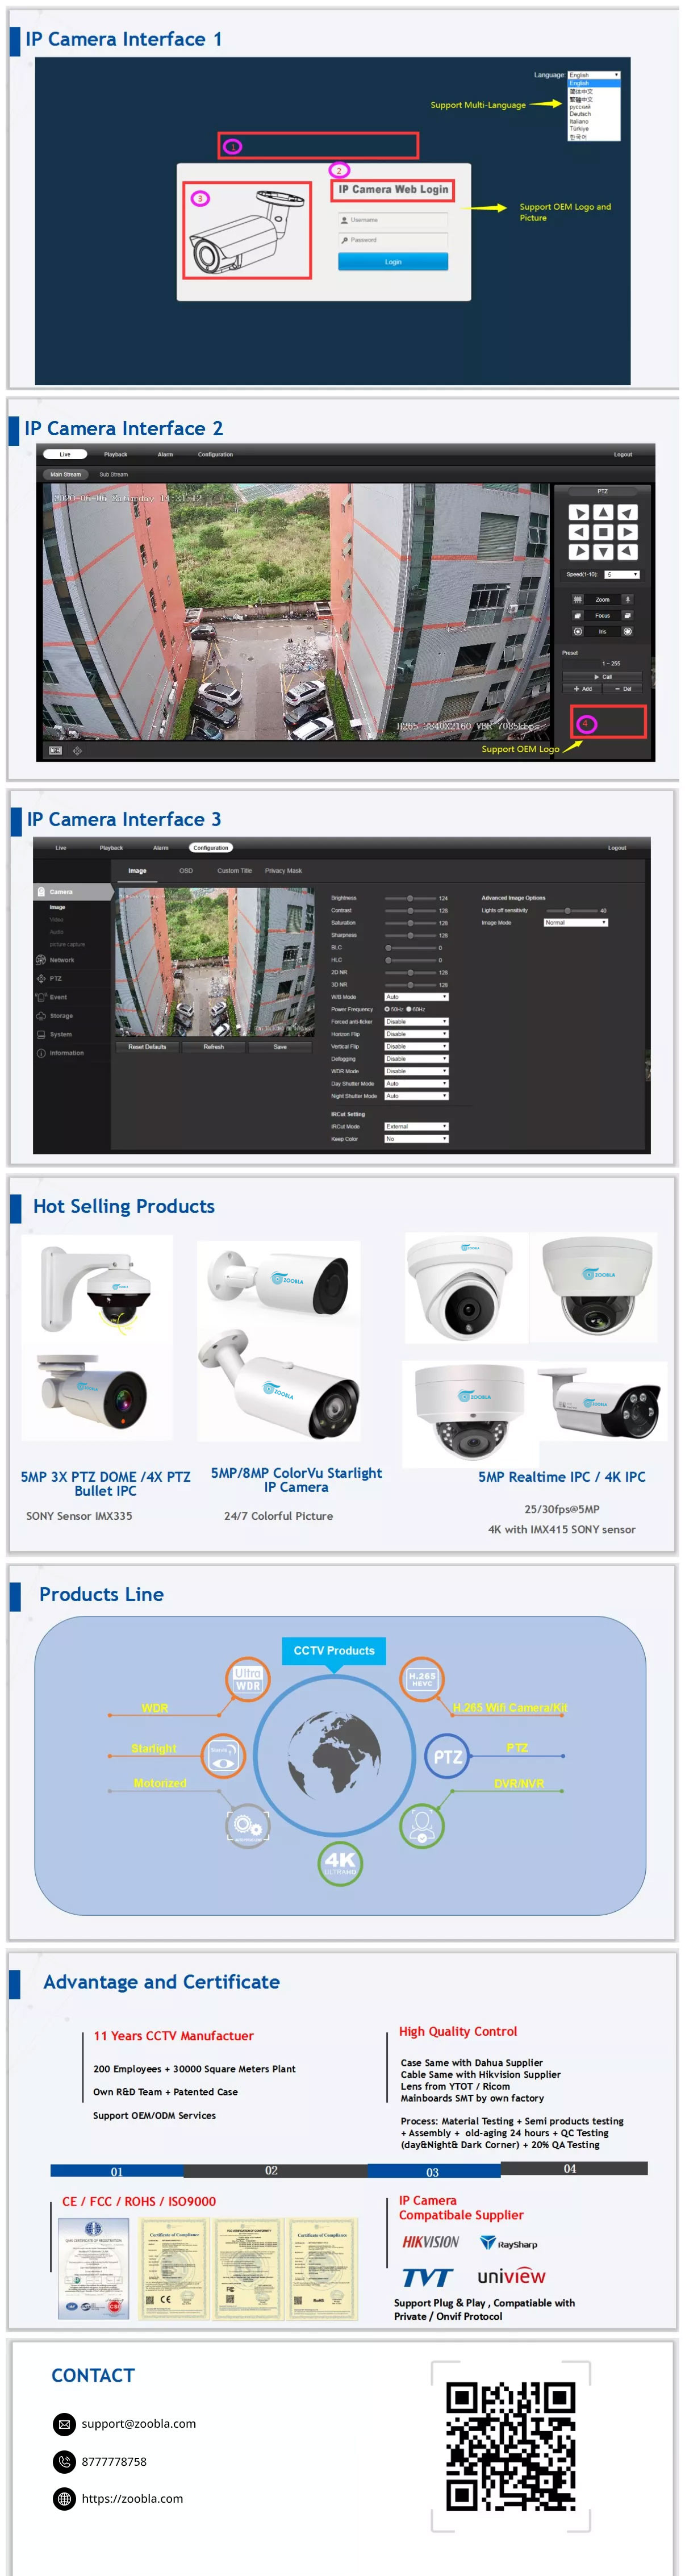 IP Camera Interface 1
Language: English
English
简体中文
繁體中文
русский
Deutsch
Italiano
Türkiye
한국어
Support Multi-Language
1
2
3
IP Camera Web Login
Username
Password
Login
Support OEM Logo and
Picture
IP Camera Interface 2
Live
Playback
Alarm
Configuration
Logout
Main Stream
Sub Stream
H265 3840X2160 VBR 7085kbps
PTZ
Speed(1-10):
5
Zoom
Focus
Iris
Preset
1 ~ 255
Call
Add
Del
4
Support OEM Logo
IP Camera Interface 3
Live
Playback
Alarm
Configuration
Logout
Camera
Image
Video
Audio
picture capture
Network
PTZ
Event
Storage
System
Information
Image
OSD
Custom Title
Privacy Mask
Reset Defaults
Refresh
Save
Brightness 124
Contrast 128
Saturation 128
Sharpness 128
BLC 0
HLC 0
2D NR 128
3D NR 128
W/B Mode Auto
Power Frequency 50Hz 60Hz
Forced anti-flicker Disable
Horizon Flip Disable
Vertical Flip Disable
Defogging Disable
WDR Mode Disable
Day Shutter Mode Auto
Night Shutter Mode Auto
IRCut Setting
IRCut Mode External
Keep Color No
Advanced Image Options
Lights off sensitivity 48
Image Mode Normal
Hot Selling Products
ZOOBLA
ZOOBLA
ZOOBLA
ZOOBLA
ZOOBLA
ZOOBLA
ZOOBLA
5MP 3X PTZ DOME /4X PTZ
Bullet IPC
SONY Sensor IMX335
5MP/8MP ColorVu Starlight
IP Camera
24/7 Colorful Picture
5MP Realtime IPC / 4K IPC
25/30fps@5MP
4K with IMX415 SONY sensor
Products Line
CCTV Products
Ultra
WDR
H.265
HEVC
WDR
H.265 Wifi Camera/Kit
Starlight
PTZ
PTZ
Motorized
DVR/NVR
4K
ULTRAHD
Advantage and Certificate
11 Years CCTV Manufactuer
200 Employees + 30000 Square Meters Plant
Own R&D Team + Patented Case
Support OEM/ODM Services
High Quality Control
Case Same with Dahua Supplier
Cable Same with Hikvision Supplier
Lens from YTOT / Ricom
Mainboards SMT by own factory
Process: Material Testing + Semi products testing
+ Assembly + old-aging 24 hours + QC Testing
(day&Night& Dark Corner) + 20% QA Testing
01
02
03
04
CE / FCC / ROHS / ISO9000
Certificate of Compliance
Certificate of Compliance
IP Camera
Compatibale Supplier
HIKVISION
RaySharp
TVT
uniview
Support Plug & Play , Compatiable with
Private / Onvif Protocol
CONTACT
support@zoobla.com
8777778758
https://zoobla.com